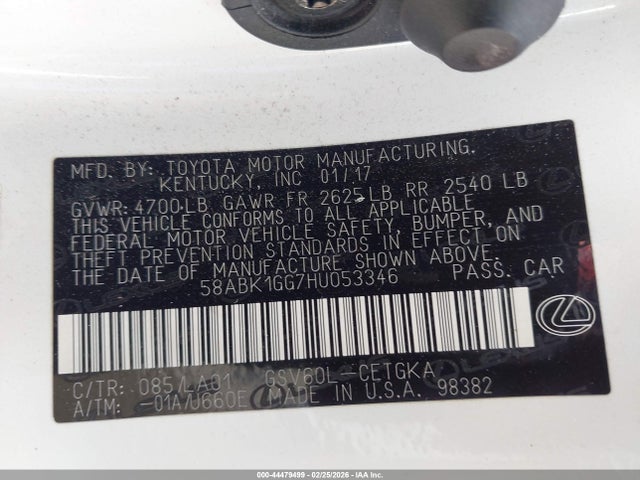 MFD. BY: TOYOTA MOTOR MANUFACTURING.
KENTUCKY, INC 01/17
GVWR: 4700 LB GAWR FR 2625 LB RR 2540 LB
THIS VEHICLE CONFORMS TO ALL APPLICABLE
FEDERAL MOTOR VEHICLE SAFETY, BUMPER, AND
THEFT PREVENTION STANDARDS IN EFFECT ON
THE DATE OF MANUFACTURE SHOWN ABOVE.
58ABK1GG7HU053346 PASS. CAR
C/TR: 085/LA01 GSV60L-CETGKA
A/TM: -01A/U660E MADE IN U.S.A. 98382
LEXUS
000-44479499 - 02/25/2026 - IAAI.COM